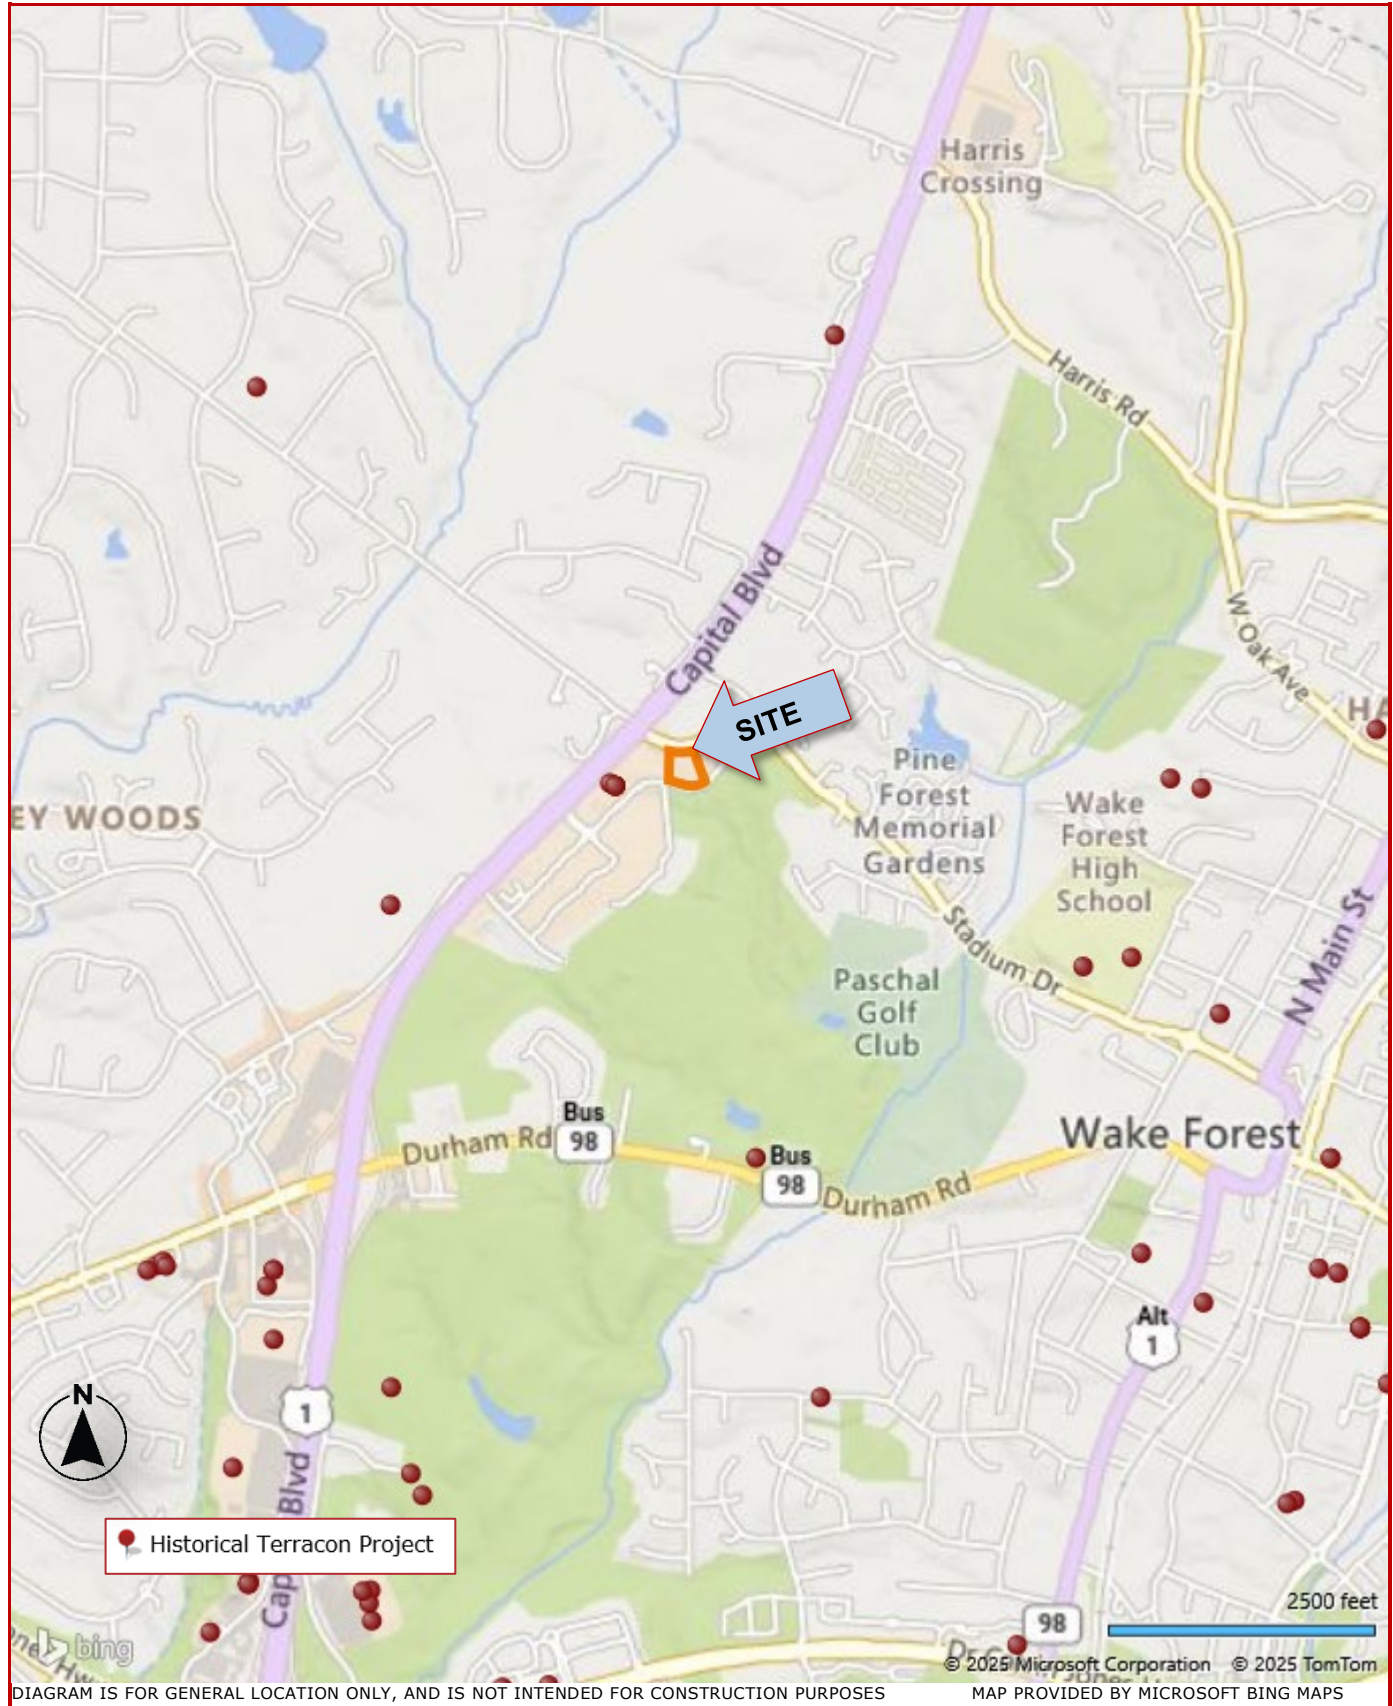 Harris
Crossing
Harris Rd
Capital Blvd
W Oak Ave
SITE
HA
Pine
Forest
Memorial
Gardens
Wake
Forest
High
School
EY WOODS
Stadium Dr
N Main St
Paschal
Golf
Club
Bus
98
Durham Rd
Wake Forest
Bus
98
Durham Rd
Alt
1
N
1
Blvd
Historical Terracon Project
Cap
2500 feet
98
bing
© 2025 Microsoft Corporation © 2025 TomTom
DIAGRAM IS FOR GENERAL LOCATION ONLY, AND IS NOT INTENDED FOR CONSTRUCTION PURPOSES MAP PROVIDED BY MICROSOFT BING MAPS